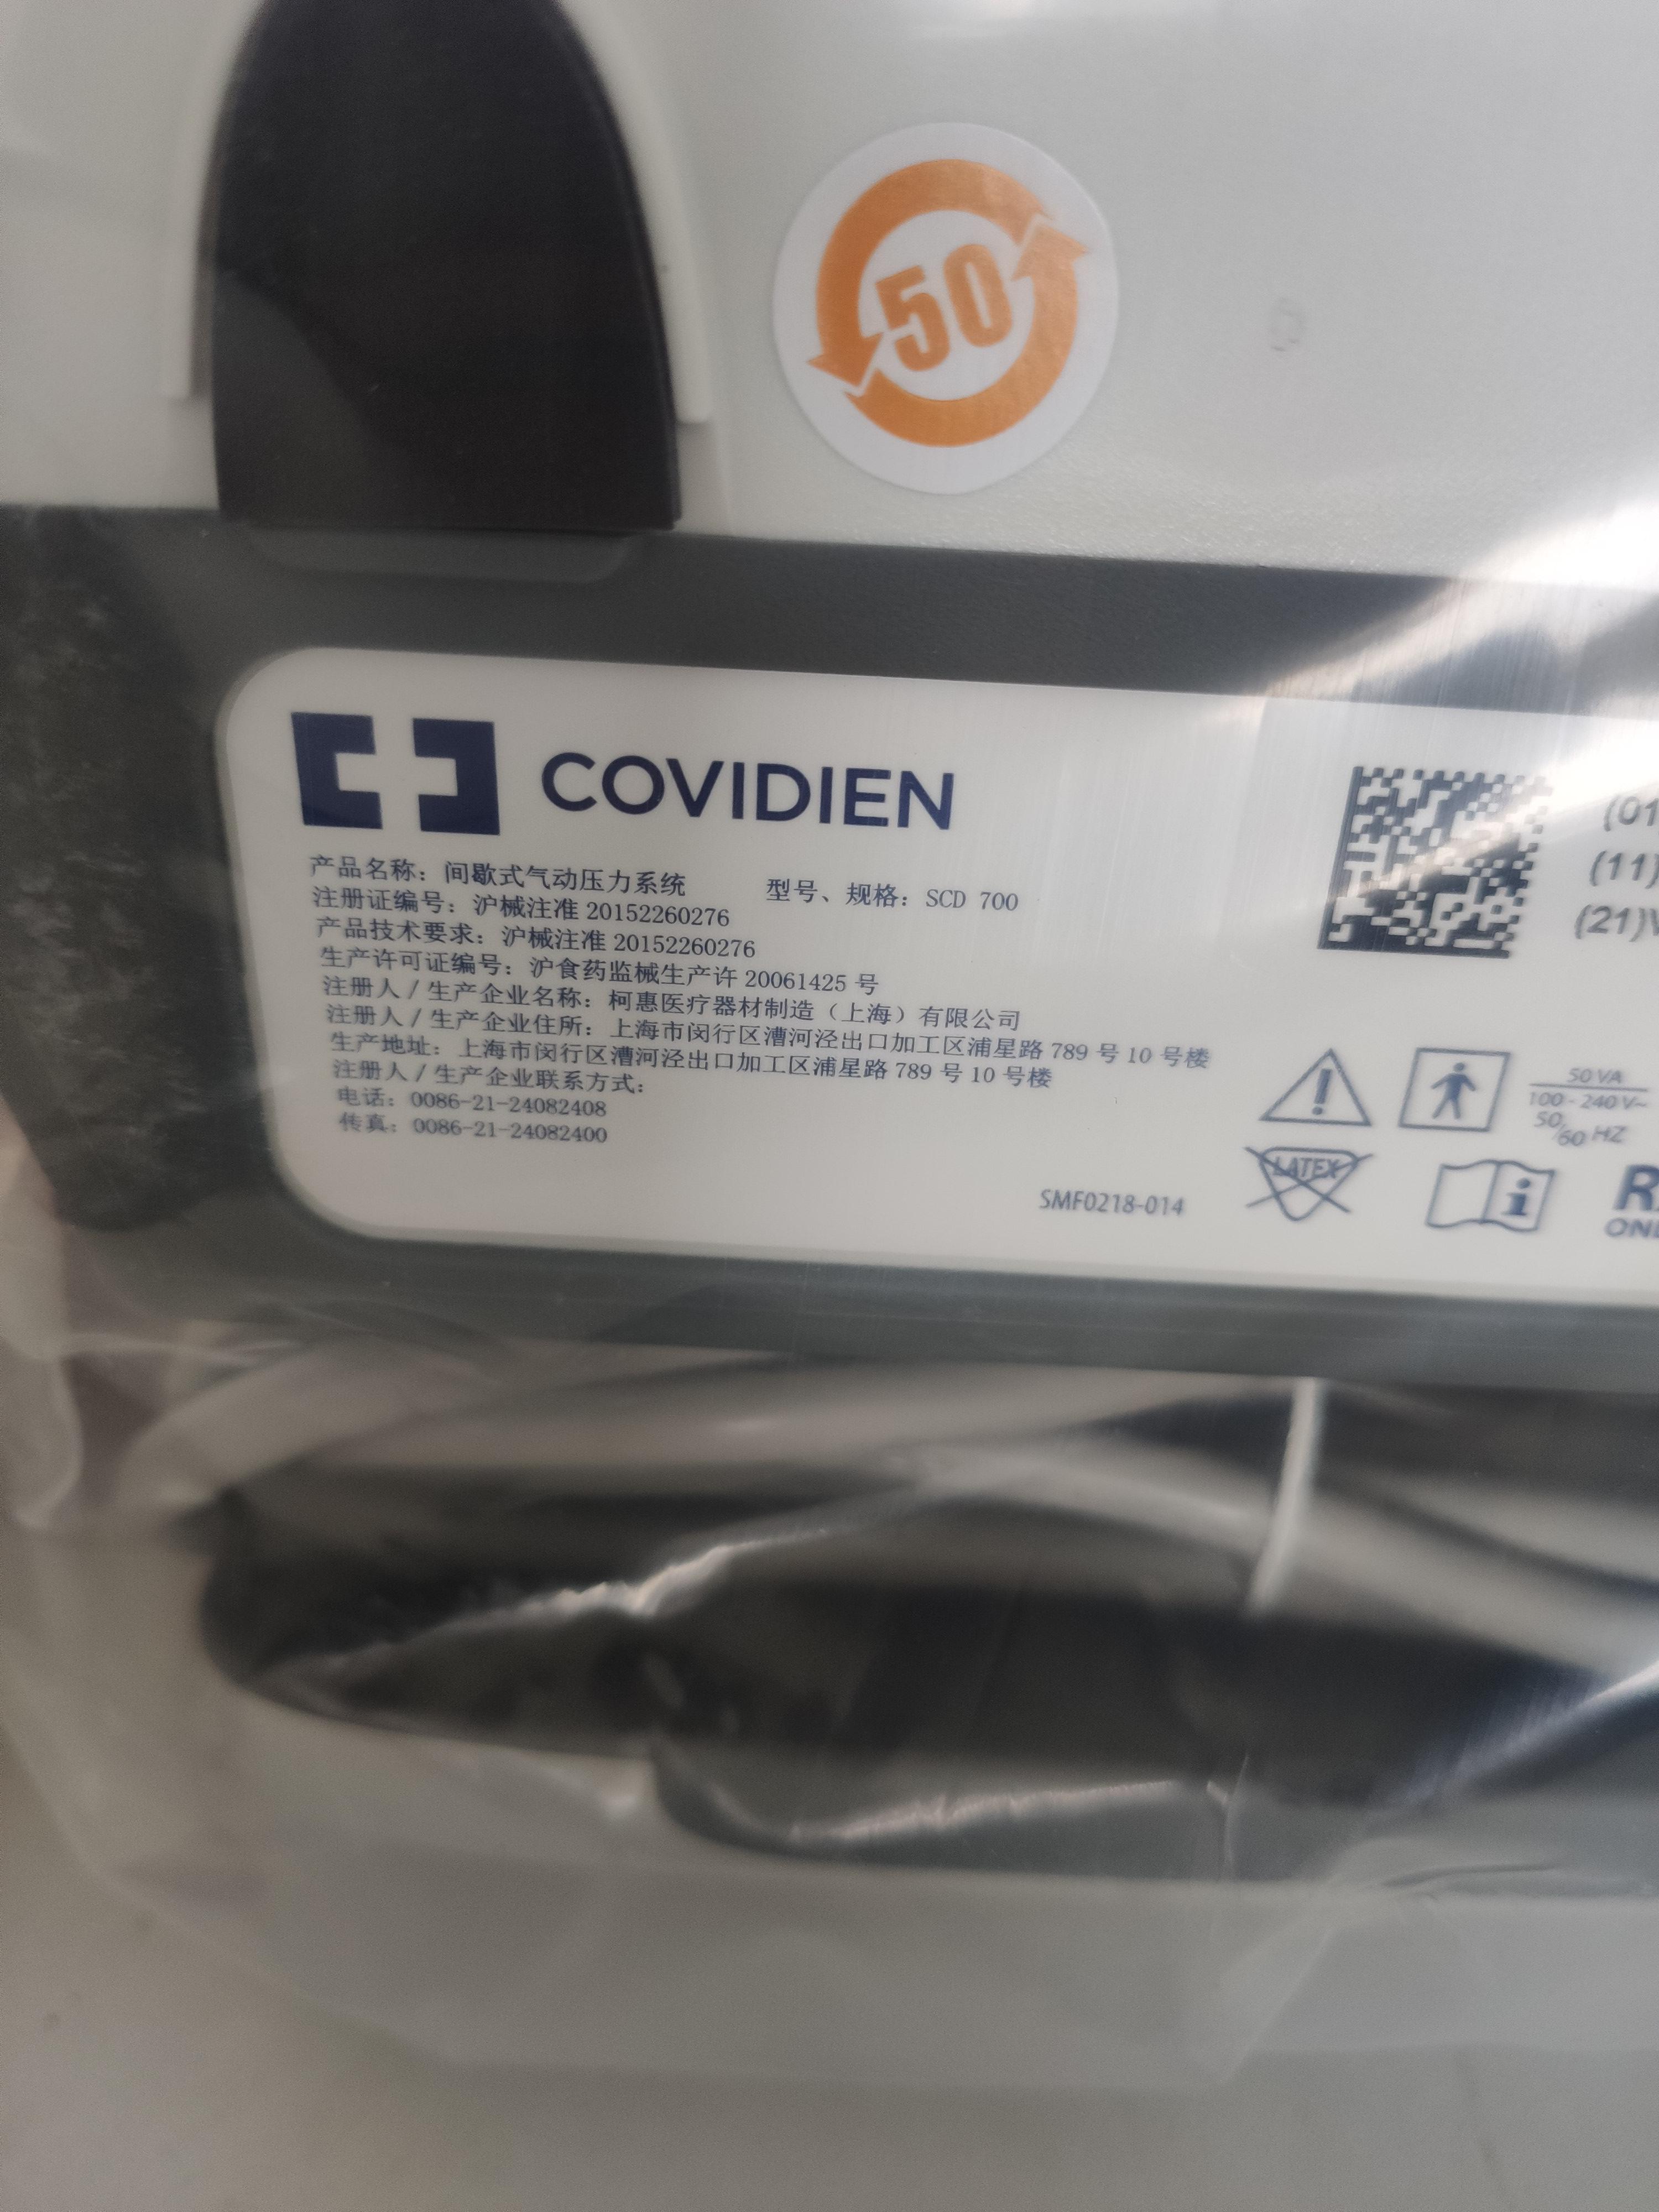 50
COVIDIEN
产品名称：间歇式气动压力系统 型号、规格：SCD 700
注册证编号：沪械注准 20152260276
产品技术要求：沪械注准 20152260276
生产许可证编号：沪食药监械生产许 20061425 号
注册人 / 生产企业名称：柯惠医疗器材制造（上海）有限公司
注册人 / 生产企业住所：上海市闵行区漕河泾出口加工区浦星路 789 号 10 号楼
生产地址：上海市闵行区漕河泾出口加工区浦星路 789 号 10 号楼
注册人 / 生产企业联系方式：
电话：0086-21-24082408
传真：0086-21-24082400
SMF0218-014
(01
(11)
(21)
50 VA
100 - 240 V~
50/60 HZ
LATEX
i